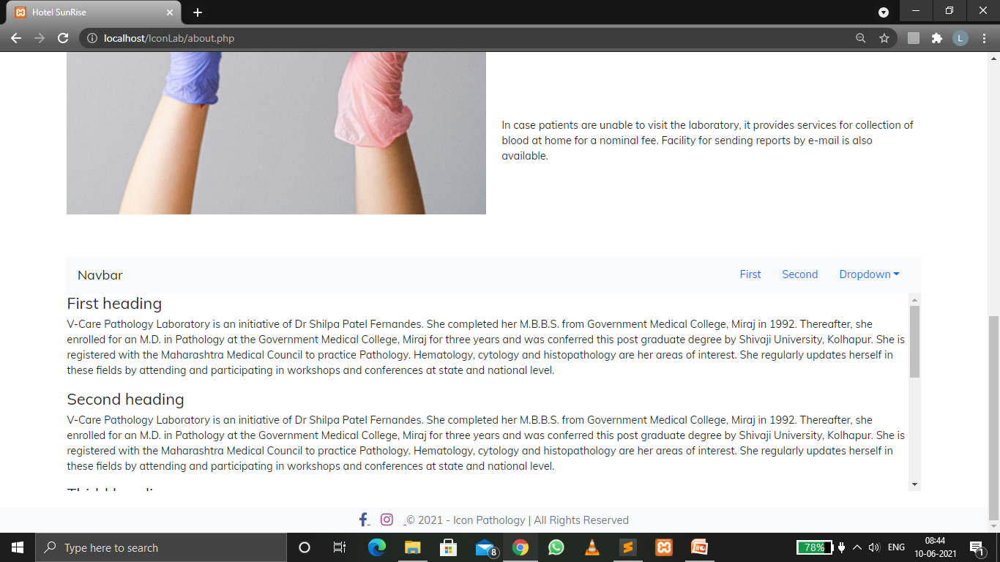 Hotel SunRise
localhost/IconLab/about.php
L
In case patients are unable to visit the laboratory, it provides services for collection of
blood at home for a nominal fee. Facility for sending reports by e-mail is also
available.
Navbar
First Second Dropdown
First heading
V-Care Pathology Laboratory is an initiative of Dr Shilpa Patel Fernandes. She completed her M.B.B.S. from Government Medical College, Miraj in 1992. Thereafter, she
enrolled for an M.D. in Pathology at the Government Medical College, Miraj for three years and was conferred this post graduate degree by Shivaji University, Kolhapur. She is
registered with the Maharashtra Medical Council to practice Pathology. Hematology, cytology and histopathology are her areas of interest. She regularly updates herself in
these fields by attending and participating in workshops and conferences at state and national level.
Second heading
V-Care Pathology Laboratory is an initiative of Dr Shilpa Patel Fernandes. She completed her M.B.B.S. from Government Medical College, Miraj in 1992. Thereafter, she
enrolled for an M.D. in Pathology at the Government Medical College, Miraj for three years and was conferred this post graduate degree by Shivaji University, Kolhapur. She is
registered with the Maharashtra Medical Council to practice Pathology. Hematology, cytology and histopathology are her areas of interest. She regularly updates herself in
these fields by attending and participating in workshops and conferences at state and national level.
© 2021 - Icon Pathology | All Rights Reserved
Type here to search
8
78%
ENG
08:44
10-06-2021
1